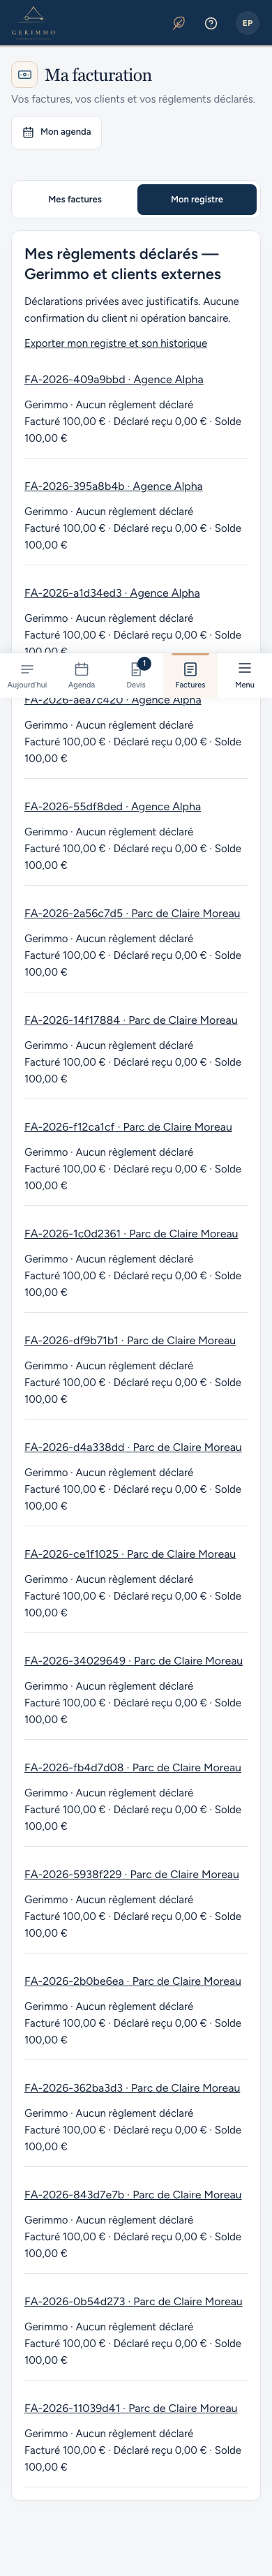 GERIMMO
EP
Ma facturation
Vos factures, vos clients et vos règlements déclarés.
Mon agenda
Mes factures
Mon registre
Mes règlements déclarés —
Gerimmo et clients externes
Déclarations privées avec justificatifs. Aucune
confirmation du client ni opération bancaire.
Exporter mon registre et son historique
FA-2026-409a9bbd · Agence Alpha
Gerimmo · Aucun règlement déclaré
Facturé 100,00 € · Déclaré reçu 0,00 € · Solde
100,00 €
FA-2026-395a8b4b · Agence Alpha
Gerimmo · Aucun règlement déclaré
Facturé 100,00 € · Déclaré reçu 0,00 € · Solde
100,00 €
FA-2026-a1d34ed3 · Agence Alpha
Gerimmo · Aucun règlement déclaré
Facturé 100,00 € · Déclaré reçu 0,00 € · Solde
100,00 €
1
Aujourd'hui
Agenda
Devis
Factures
Menu
FA-2026-aea7c420 · Agence Alpha
Gerimmo · Aucun règlement déclaré
Facturé 100,00 € · Déclaré reçu 0,00 € · Solde
100,00 €
FA-2026-55df8ded · Agence Alpha
Gerimmo · Aucun règlement déclaré
Facturé 100,00 € · Déclaré reçu 0,00 € · Solde
100,00 €
FA-2026-2a56c7d5 · Parc de Claire Moreau
Gerimmo · Aucun règlement déclaré
Facturé 100,00 € · Déclaré reçu 0,00 € · Solde
100,00 €
FA-2026-14f17884 · Parc de Claire Moreau
Gerimmo · Aucun règlement déclaré
Facturé 100,00 € · Déclaré reçu 0,00 € · Solde
100,00 €
FA-2026-f12ca1cf · Parc de Claire Moreau
Gerimmo · Aucun règlement déclaré
Facturé 100,00 € · Déclaré reçu 0,00 € · Solde
100,00 €
FA-2026-1c0d2361 · Parc de Claire Moreau
Gerimmo · Aucun règlement déclaré
Facturé 100,00 € · Déclaré reçu 0,00 € · Solde
100,00 €
FA-2026-df9b71b1 · Parc de Claire Moreau
Gerimmo · Aucun règlement déclaré
Facturé 100,00 € · Déclaré reçu 0,00 € · Solde
100,00 €
FA-2026-d4a338dd · Parc de Claire Moreau
Gerimmo · Aucun règlement déclaré
Facturé 100,00 € · Déclaré reçu 0,00 € · Solde
100,00 €
FA-2026-ce1f1025 · Parc de Claire Moreau
Gerimmo · Aucun règlement déclaré
Facturé 100,00 € · Déclaré reçu 0,00 € · Solde
100,00 €
FA-2026-34029649 · Parc de Claire Moreau
Gerimmo · Aucun règlement déclaré
Facturé 100,00 € · Déclaré reçu 0,00 € · Solde
100,00 €
FA-2026-fb4d7d08 · Parc de Claire Moreau
Gerimmo · Aucun règlement déclaré
Facturé 100,00 € · Déclaré reçu 0,00 € · Solde
100,00 €
FA-2026-5938f229 · Parc de Claire Moreau
Gerimmo · Aucun règlement déclaré
Facturé 100,00 € · Déclaré reçu 0,00 € · Solde
100,00 €
FA-2026-2b0be6ea · Parc de Claire Moreau
Gerimmo · Aucun règlement déclaré
Facturé 100,00 € · Déclaré reçu 0,00 € · Solde
100,00 €
FA-2026-362ba3d3 · Parc de Claire Moreau
Gerimmo · Aucun règlement déclaré
Facturé 100,00 € · Déclaré reçu 0,00 € · Solde
100,00 €
FA-2026-843d7e7b · Parc de Claire Moreau
Gerimmo · Aucun règlement déclaré
Facturé 100,00 € · Déclaré reçu 0,00 € · Solde
100,00 €
FA-2026-0b54d273 · Parc de Claire Moreau
Gerimmo · Aucun règlement déclaré
Facturé 100,00 € · Déclaré reçu 0,00 € · Solde
100,00 €
FA-2026-11039d41 · Parc de Claire Moreau
Gerimmo · Aucun règlement déclaré
Facturé 100,00 € · Déclaré reçu 0,00 € · Solde
100,00 €